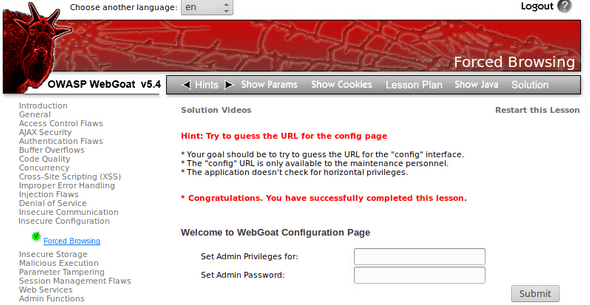 Choose another language: en Logout ?
Forced Browsing
OWASP WebGoat v5.4 Hints Show Params Show Cookies Lesson Plan Show Java Solution
Introduction
General
Access Control Flaws
AJAX Security
Authentication Flaws
Buffer Overflows
Code Quality
Concurrency
Cross-Site Scripting (XSS)
Improper Error Handling
Injection Flaws
Denial of Service
Insecure Communication
Insecure Configuration
Forced Browsing
Insecure Storage
Malicious Execution
Parameter Tampering
Session Management Flaws
Web Services
Admin Functions
Solution Videos Restart this Lesson
Hint: Try to guess the URL for the config page
* Your goal should be to try to guess the URL for the "config" interface.
* The "config" URL is only available to the maintenance personnel.
* The application doesn't check for horizontal privileges.
* Congratulations. You have successfully completed this lesson.
Welcome to WebGoat Configuration Page
Set Admin Privileges for:
Set Admin Password:
Submit